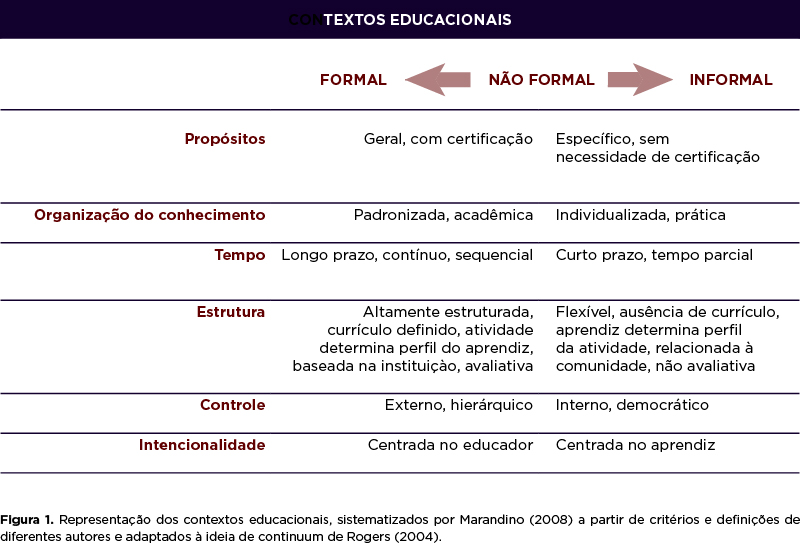 CONTEXTOS EDUCACIONAIS
FORMAL NÃO FORMAL INFORMAL
Propósitos Geral, com certificação Específico, sem
necessidade de certificação
Organização do conhecimento Padronizada, acadêmica Individualizada, prática
Tempo Longo prazo, contínuo, sequencial Curto prazo, tempo parcial
Estrutura Altamente estruturada, Flexível, ausência de currículo,
currículo definido, atividade aprendiz determina perfil
determina perfil do aprendiz, da atividade, relacionada à
baseada na instituiçào, avaliativa comunidade, não avaliativa
Controle Externo, hierárquico Interno, democrático
Intencionalidade Centrada no educador Centrada no aprendiz
Figura 1. Representação dos contextos educacionais, sistematizados por Marandino (2008) a partir de critérios e definições de
diferentes autores e adaptados à ideia de continuum de Rogers (2004).